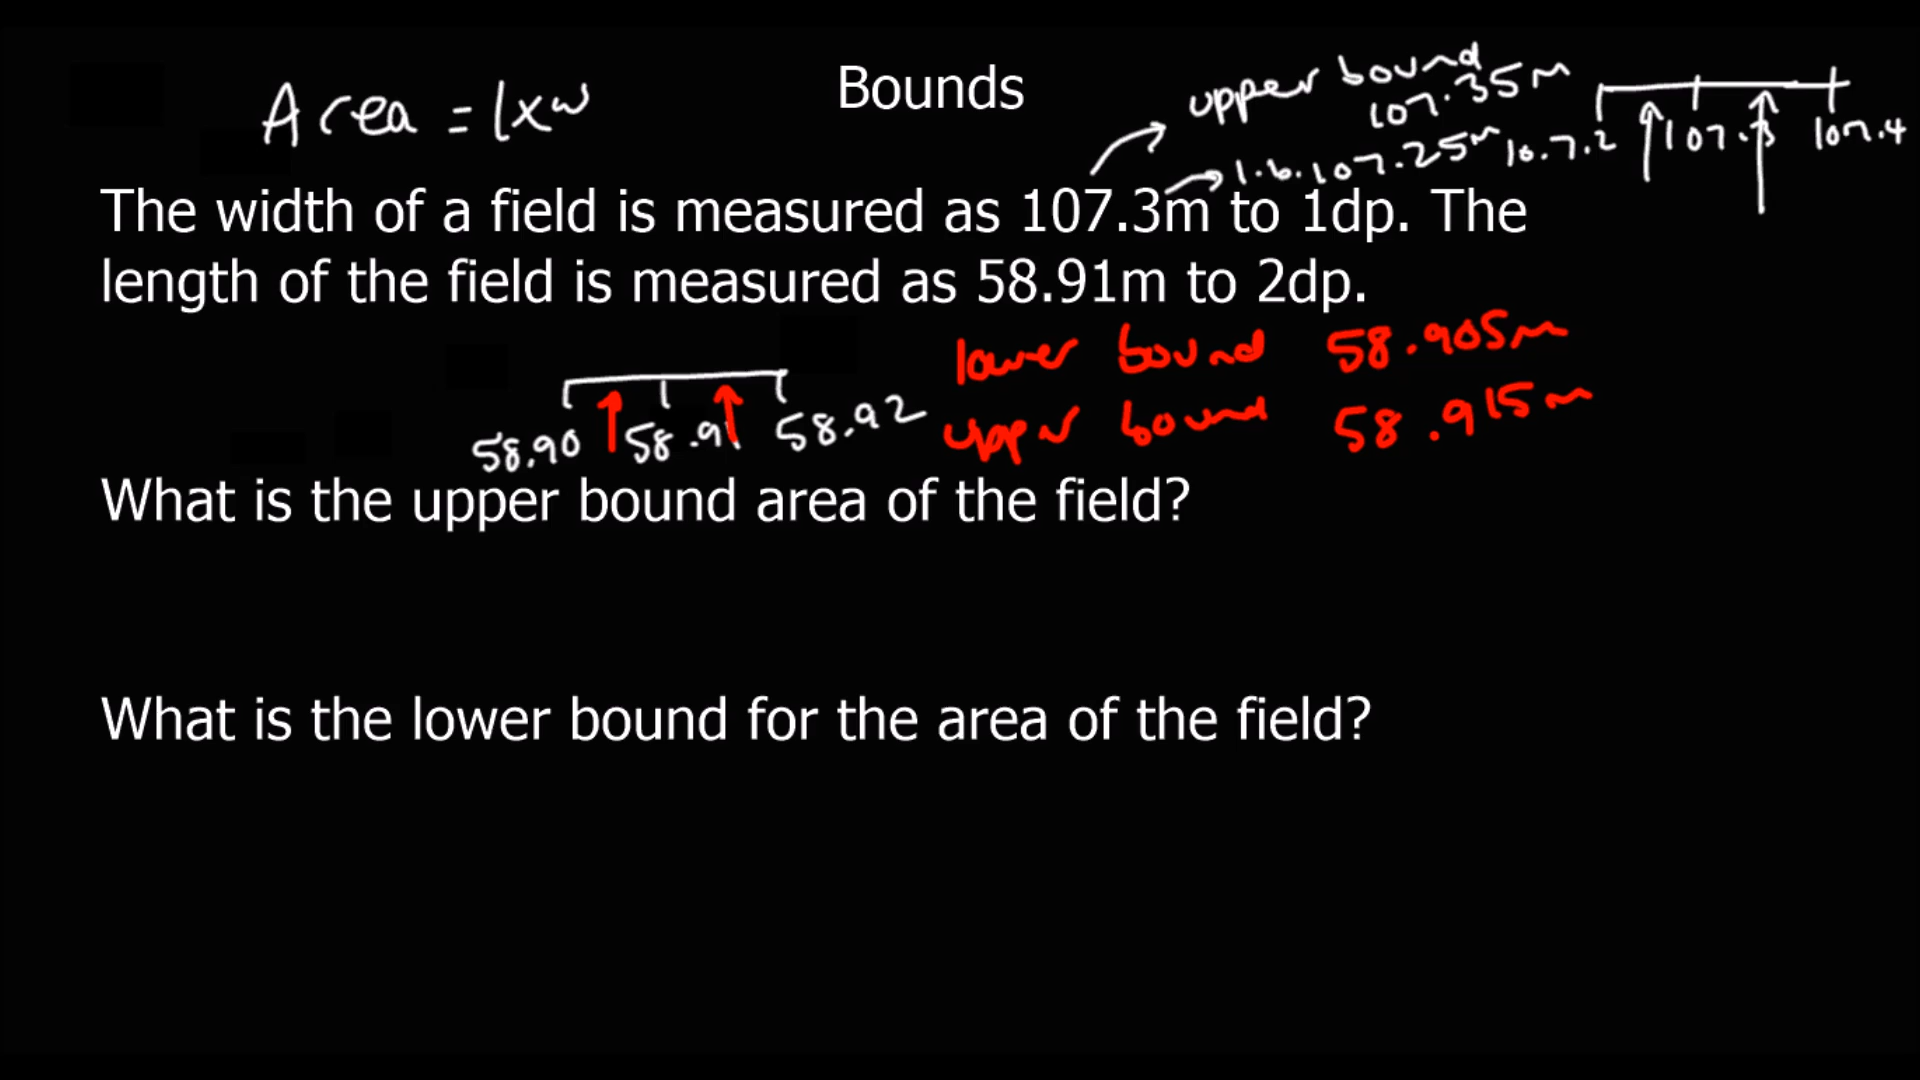 Bounds
Area = l x w
upper bound
107.35m
l.b. 107.25m
10.7.2 107.3 107.4
The width of a field is measured as 107.3m to 1dp. The
length of the field is measured as 58.91m to 2dp.
lower bound 58.905m
58.90 58.91 58.92
upper bound 58.915m
What is the upper bound area of the field?
What is the lower bound for the area of the field?